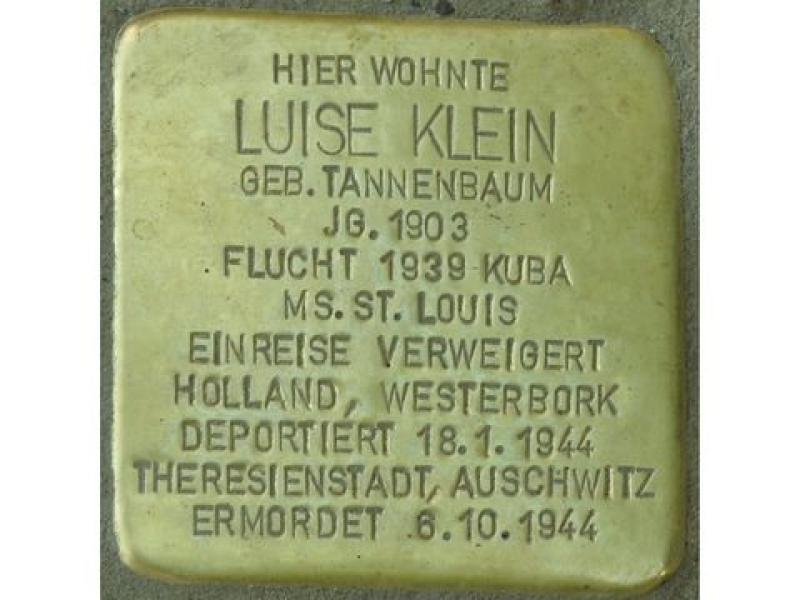 HIER WOHNTE
LUISE KLEIN
GEB. TANNENBAUM
JG. 1903
FLUCHT 1939 KUBA
MS. ST. LOUIS
EINREISE VERWEIGERT
HOLLAND, WESTERBORK
DEPORTIERT 18.1.1944
THERESIENSTADT, AUSCHWITZ
ERMORDET 6.10.1944